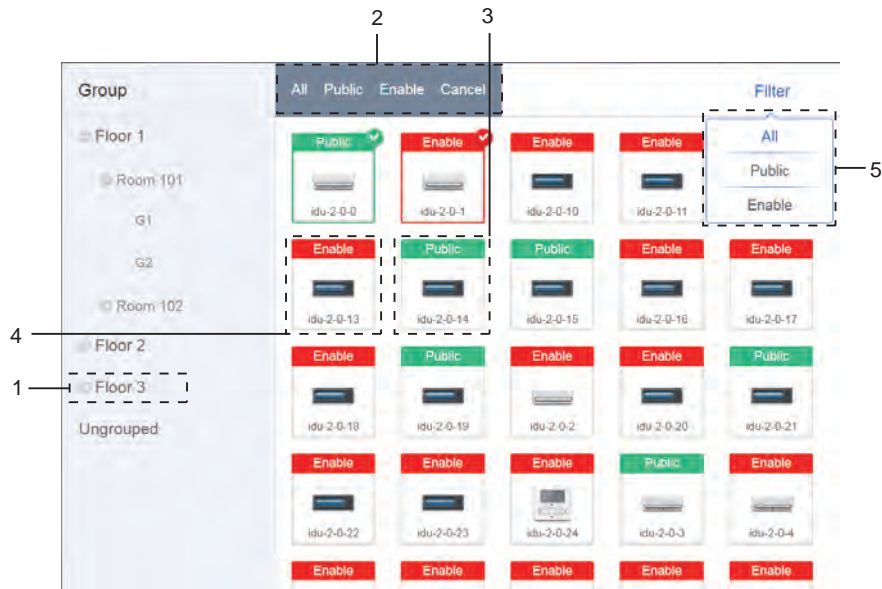 2
3
Group
All Public Enable Cancel
Filter
Floor 1
Room 101
G1
G2
Room 102
Floor 2
Floor 3
Ungrouped
All
Public
Enable
5
4
1
Public Enable Enable Enable
idu-2-0-0 idu-2-0-1 idu-2-0-10 idu-2-0-11
Enable Public Public Enable Enable
idu-2-0-13 idu-2-0-14 idu-2-0-15 idu-2-0-16 idu-2-0-17
Enable Public Enable Enable Public
idu-2-0-18 idu-2-0-19 idu-2-0-2 idu-2-0-20 idu-2-0-21
Enable Enable Enable Public Enable
idu-2-0-22 idu-2-0-23 idu-2-0-24 idu-2-0-3 idu-2-0-4
Enable Enable Enable Enable Enable